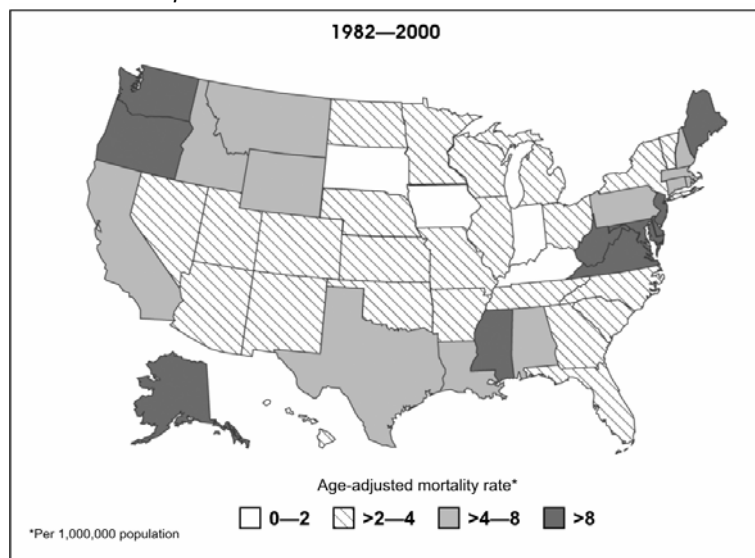 1982—2000
Age-adjusted mortality rate*
0—2 >2—4 >4—8 >8
*Per 1,000,000 population